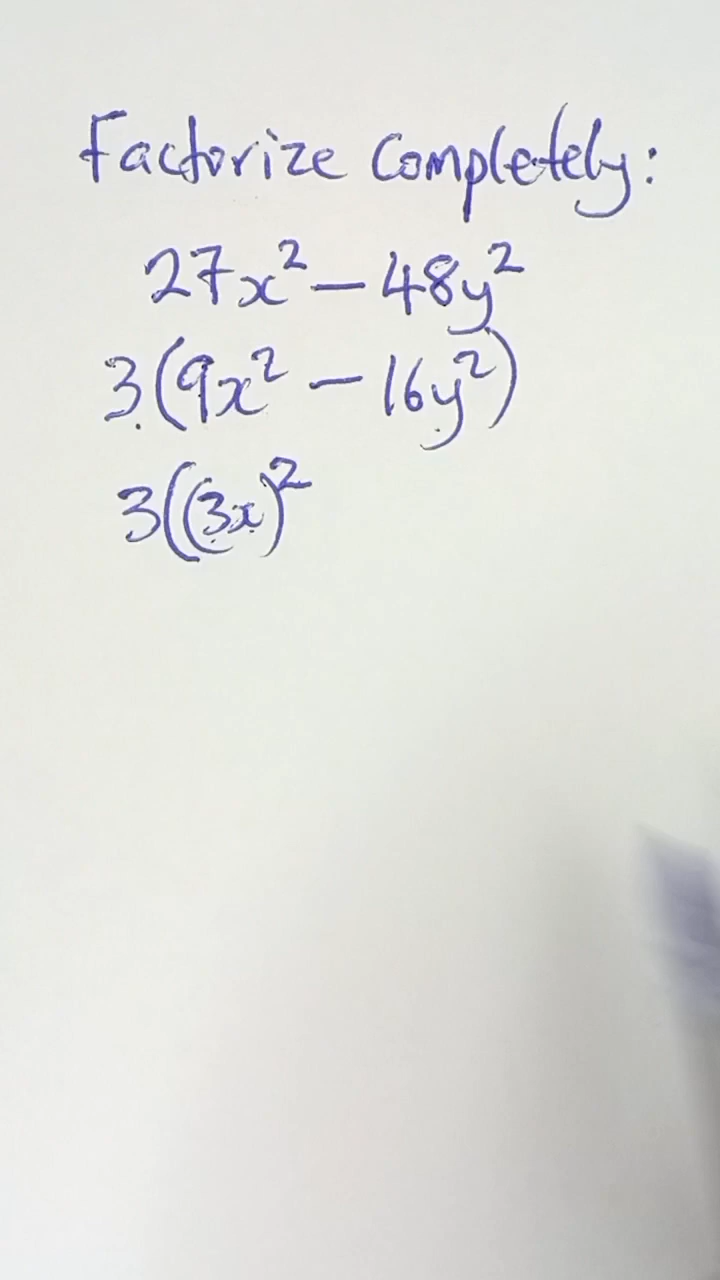 Factorize Completely:
27x² – 48y²
3(9x² – 16y²)
3((3x)²